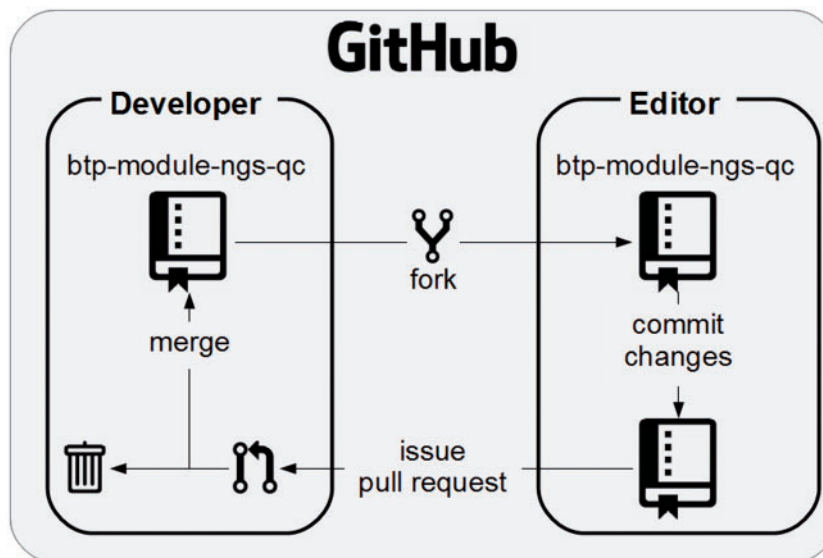 GitHub
Developer
Editor
btp-module-ngs-qc
btp-module-ngs-qc
fork
merge
commit
changes
issue
pull request